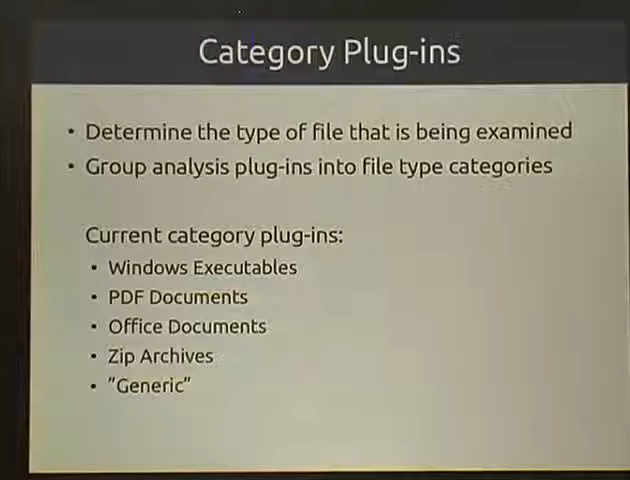 Category Plug-ins
• Determine the type of file that is being examined
• Group analysis plug-ins into file type categories
Current category plug-ins:
• Windows Executables
• PDF Documents
• Office Documents
• Zip Archives
• "Generic"